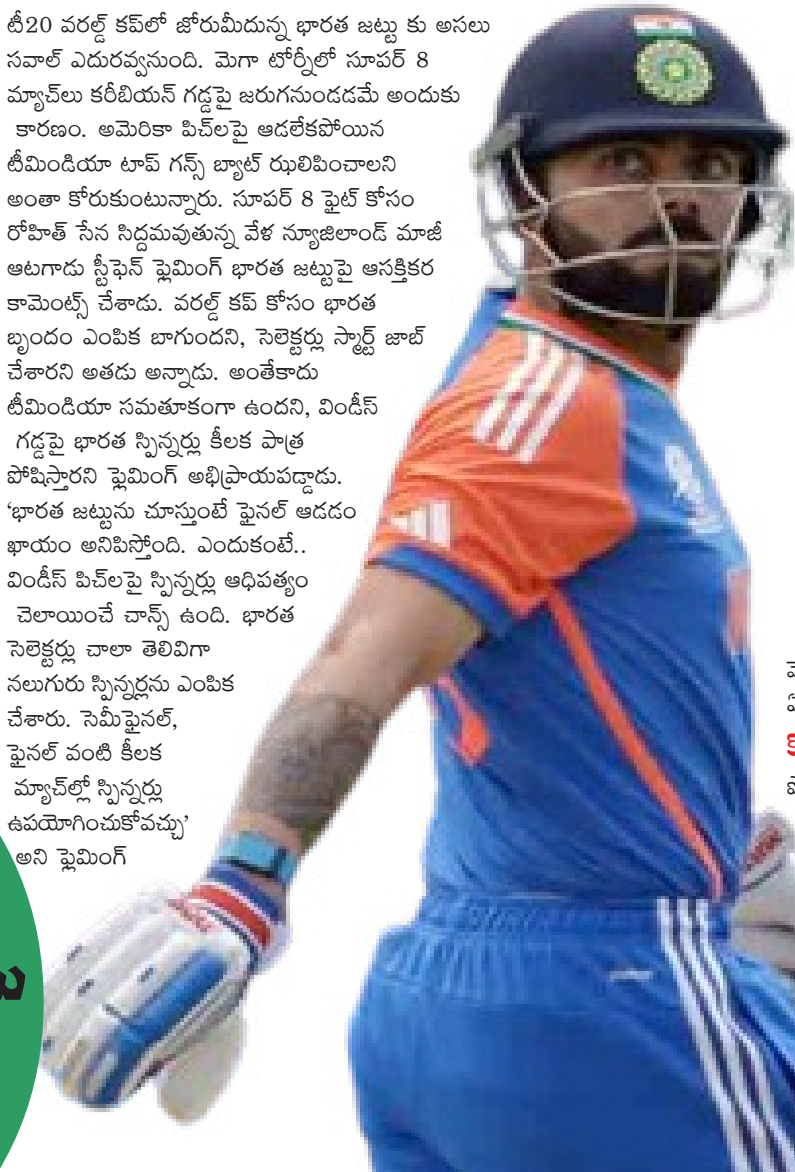 టీ20 వరల్డ్ కప్‌లో జోరుమీదున్న భారత జట్టు కు అసలు
సవాల్ ఎదురవ్వనుంది. మెగా టోర్నీలో సూపర్ 8
మ్యాచ్‌లు కరీబియన్ గడ్డపై జరుగనుండడమే అందుకు
కారణం. అమెరికా పిచ్‌లపై ఆడలేకపోయిన
టీమిండియా టాప్ గన్స్ బ్యాట్ ఝలిపించాలని
అంతా కోరుకుంటున్నారు. సూపర్ 8 ఫైట్ కోసం
రోహిత్ సేన సిద్దమవుతున్న వేళ న్యూజిలాండ్ మాజీ
ఆటగాడు స్టీఫెన్ ఫ్లెమింగ్ భారత జట్టుపై ఆసక్తికర
కామెంట్స్ చేశాడు. వరల్డ్ కప్ కోసం భారత
బృందం ఎంపిక బాగుందని, సెలెక్టర్లు స్మార్ట్ జాబ్
చేశారని అతడు అన్నాడు. అంతేకాదు
టీమిండియా సమతూకంగా ఉందని, విండీస్
గడ్డపై భారత స్పిన్నర్లు కీలక పాత్ర
పోషిస్తారని ఫ్లెమింగ్ అభిప్రాయపడ్డాడు.
‘భారత జట్టును చూస్తుంటే ఫైనల్ ఆడడం
ఖాయం అనిపిస్తోంది. ఎందుకంటే..
విండీస్ పిచ్‌లపై స్పిన్నర్లు ఆధిపత్యం
చెలాయించే చాన్స్ ఉంది. భారత
సెలెక్టర్లు చాలా తెలివిగా
నలుగురు స్పిన్నర్లను ఎంపిక
చేశారు. సెమీఫైనల్,
ఫైనల్ వంటి కీలక
మ్యాచ్‌ల్లో స్పిన్నర్లు
ఉపయోగించుకోవచ్చు’
అని ఫ్లెమింగ్